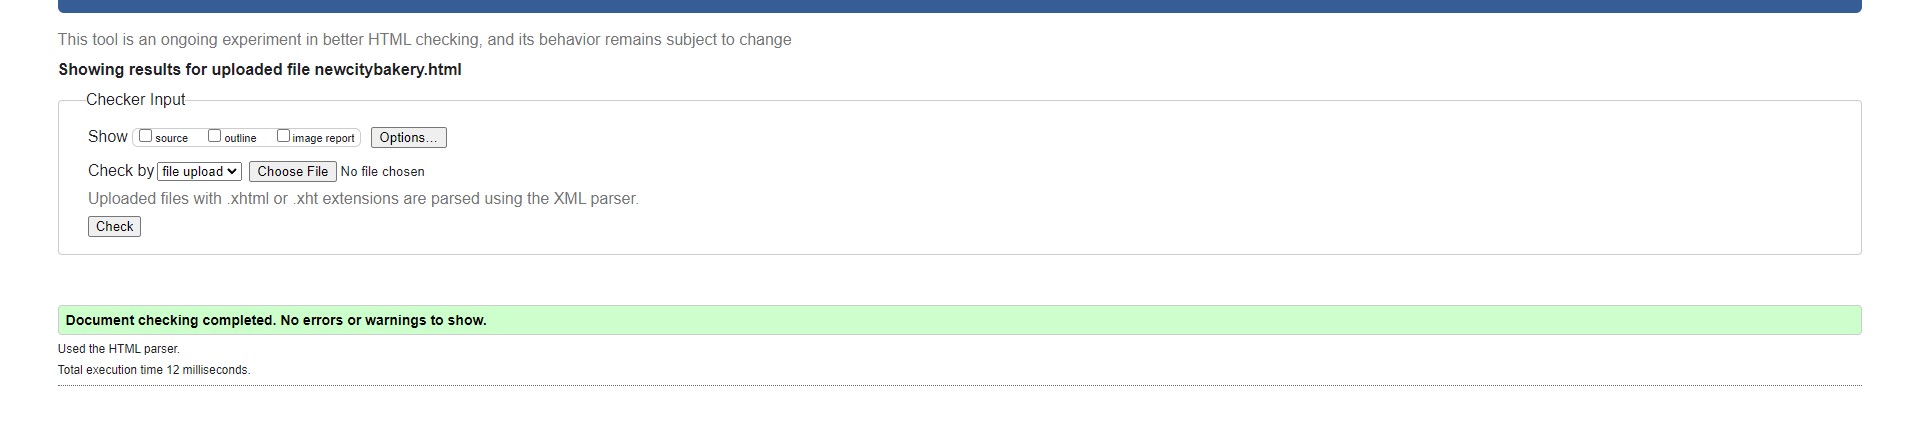 This tool is an ongoing experiment in better HTML checking, and its behavior remains subject to change
Showing results for uploaded file newcitybakery.html
Checker Input
Show source outline image report Options...
Check by file upload Choose File No file chosen
Uploaded files with .xhtml or .xht extensions are parsed using the XML parser.
Check
Document checking completed. No errors or warnings to show.
Used the HTML parser.
Total execution time 12 milliseconds.